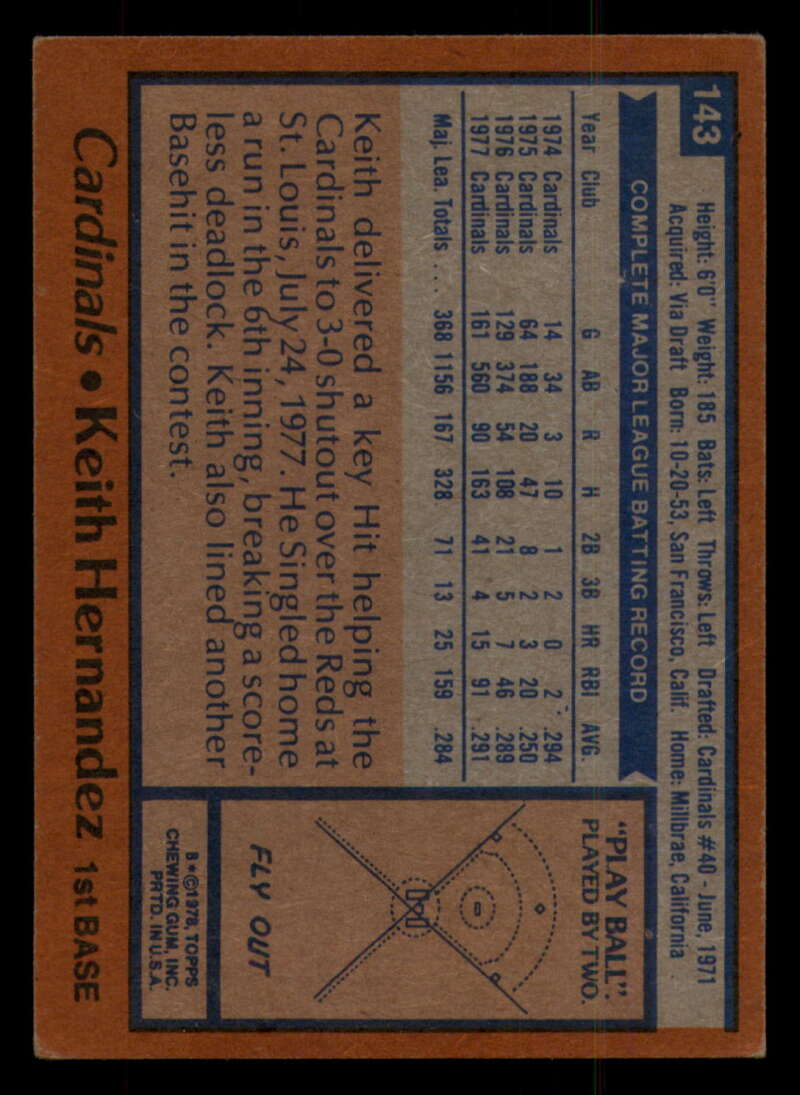 143
Height: 6'0" Weight: 185 Bats: Left Throws: Left Drafted: Cardinals #40 - June, 1971
Acquired: Via Draft Born: 10-20-53, San Francisco, Calif. Home: Millbrae, California
COMPLETE MAJOR LEAGUE BATTING RECORD
Year Club G AB R H 2B 3B HR RBI AVG.
1974 Cardinals 14 34 3 10 1 2 0 2 .294
1975 Cardinals 64 188 20 47 8 2 3 20 .250
1976 Cardinals 129 374 54 108 21 5 7 46 .289
1977 Cardinals 161 560 90 163 41 4 15 91 .291
Maj. Lea. Totals ... 368 1156 167 328 71 13 25 159 .284
Keith delivered a key Hit helping the
Cardinals to 3-0 shutout over the Reds at
St. Louis, July 24, 1977. He Singled home
a run in the 6th inning, breaking a score-
less deadlock. Keith also lined another
Basehit in the contest.
"PLAY BALL".
PLAYED BY TWO.
FLY OUT
B*©1978, TOPPS
CHEWING GUM, INC.
PRTD. IN U.S.A.
Cardinals • Keith Hernandez 1st BASE